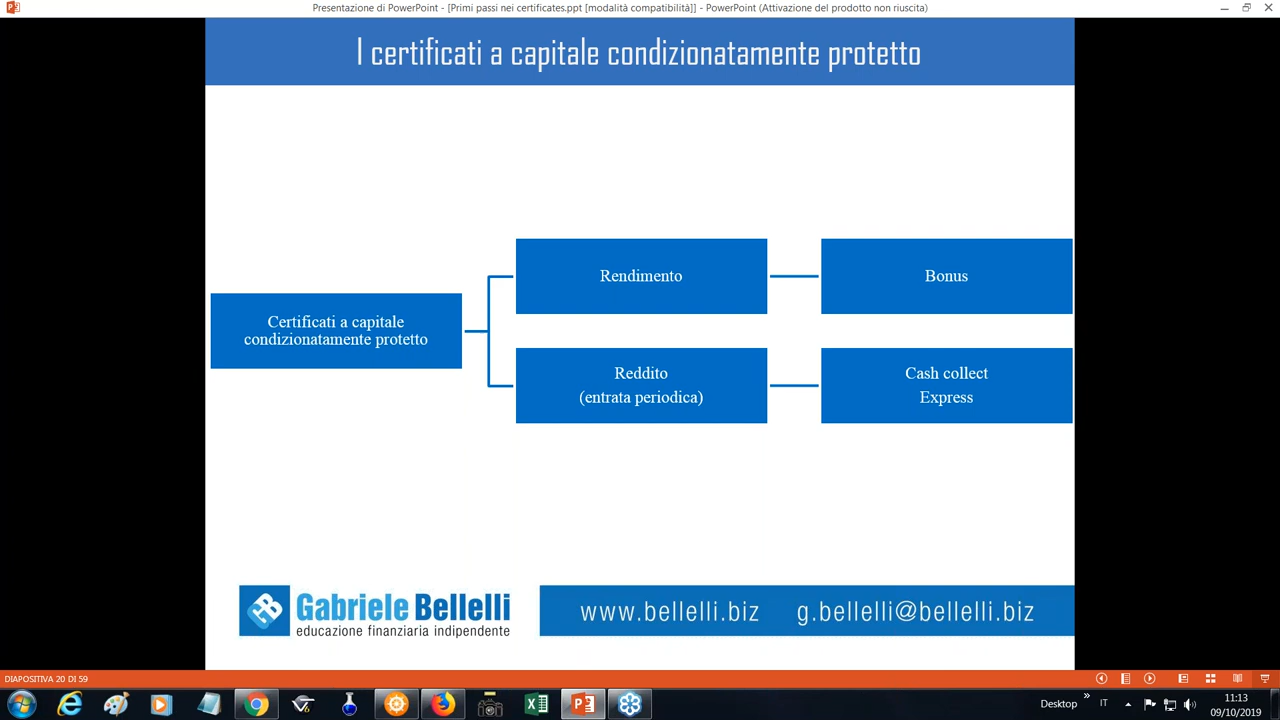 Presentazione di PowerPoint - [Primi passi nei certificates.ppt [modalità compatibilità]] - PowerPoint (Attivazione del prodotto non riuscita)
I certificati a capitale condizionatamente protetto
Certificati a capitale
condizionatamente protetto
Rendimento
Bonus
Reddito
(entrata periodica)
Cash collect
Express
Gabriele Bellelli
educazione finanziaria indipendente
www.bellelli.biz g.bellelli@bellelli.biz
DIAPOSITIVA 20 DI 59
Desktop
IT
11:13
09/10/2019